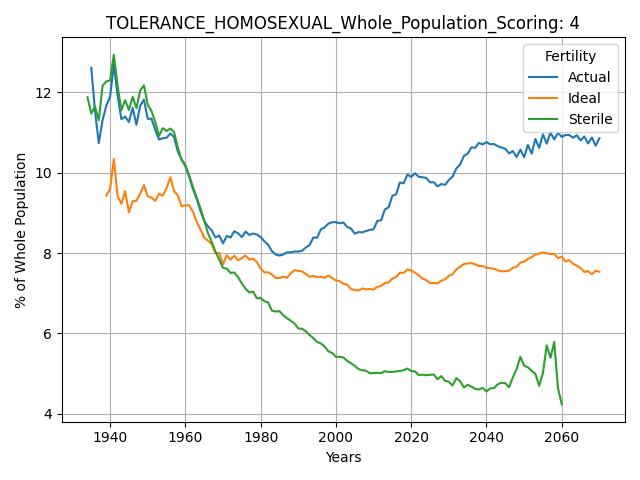 TOLERANCE_HOMOSEXUAL_Whole_Population_Scoring: 4
Fertility
Actual
Ideal
Sterile
% of Whole Population
12
10
8
6
4
1940 1960 1980 2000 2020 2040 2060
Years